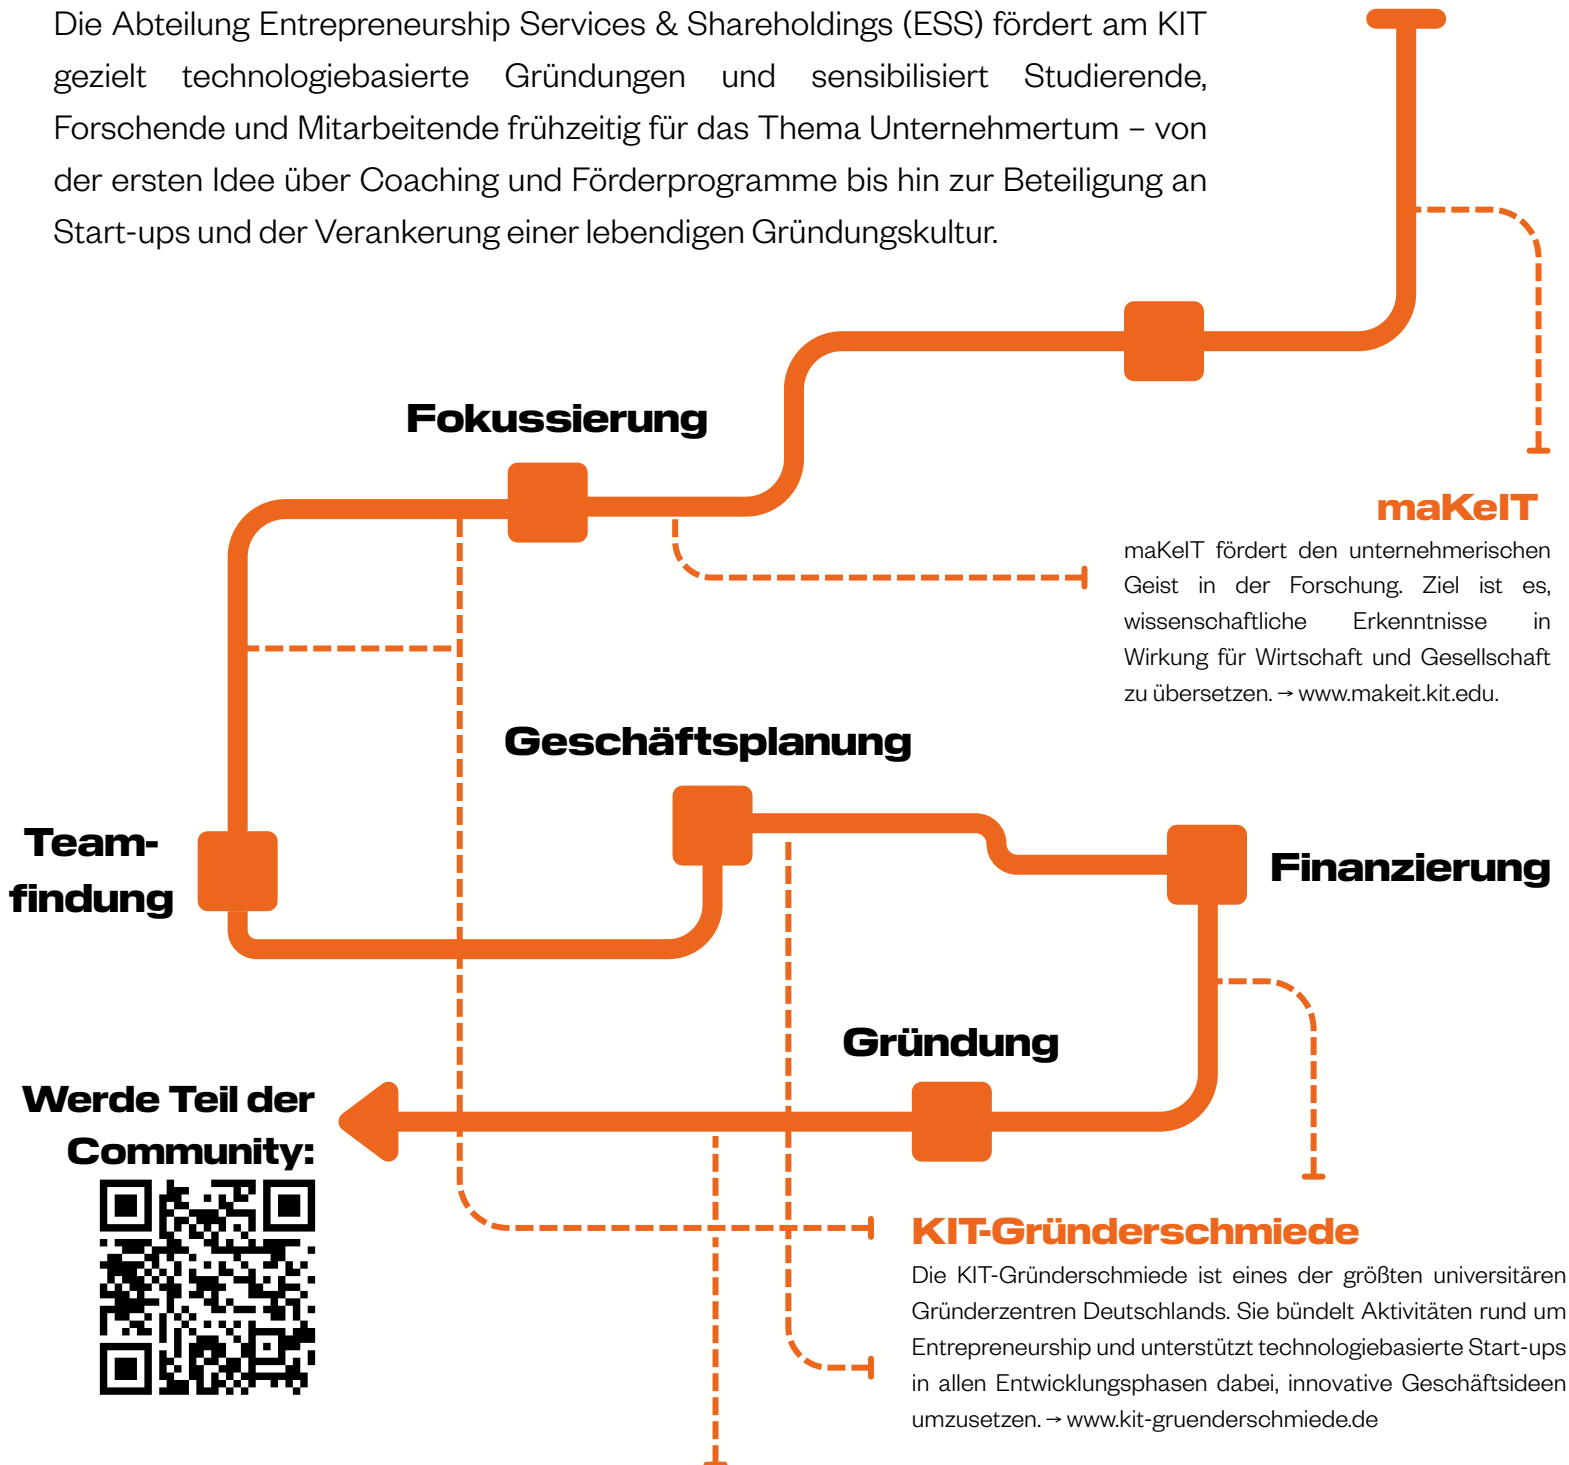 Die Abteilung Entrepreneurship Services & Shareholdings (ESS) fördert am KIT
gezielt technologiebasierte Gründungen und sensibilisiert Studierende,
Forschende und Mitarbeitende frühzeitig für das Thema Unternehmertum – von
der ersten Idee über Coaching und Förderprogramme bis hin zur Beteiligung an
Start-ups und der Verankerung einer lebendigen Gründungskultur.
Fokussierung
maKeIT
maKeIT fördert den unternehmerischen
Geist in der Forschung. Ziel ist es,
wissenschaftliche Erkenntnisse in
Wirkung für Wirtschaft und Gesellschaft
zu übersetzen. → www.makeit.kit.edu.
Geschäftsplanung
Team-
findung
Finanzierung
Gründung
Werde Teil der
Community:
KIT-Gründerschmiede
Die KIT-Gründerschmiede ist eines der größten universitären
Gründerzentren Deutschlands. Sie bündelt Aktivitäten rund um
Entrepreneurship und unterstützt technologiebasierte Start-ups
in allen Entwicklungsphasen dabei, innovative Geschäftsideen
umzusetzen. → www.kit-gruenderschmiede.de